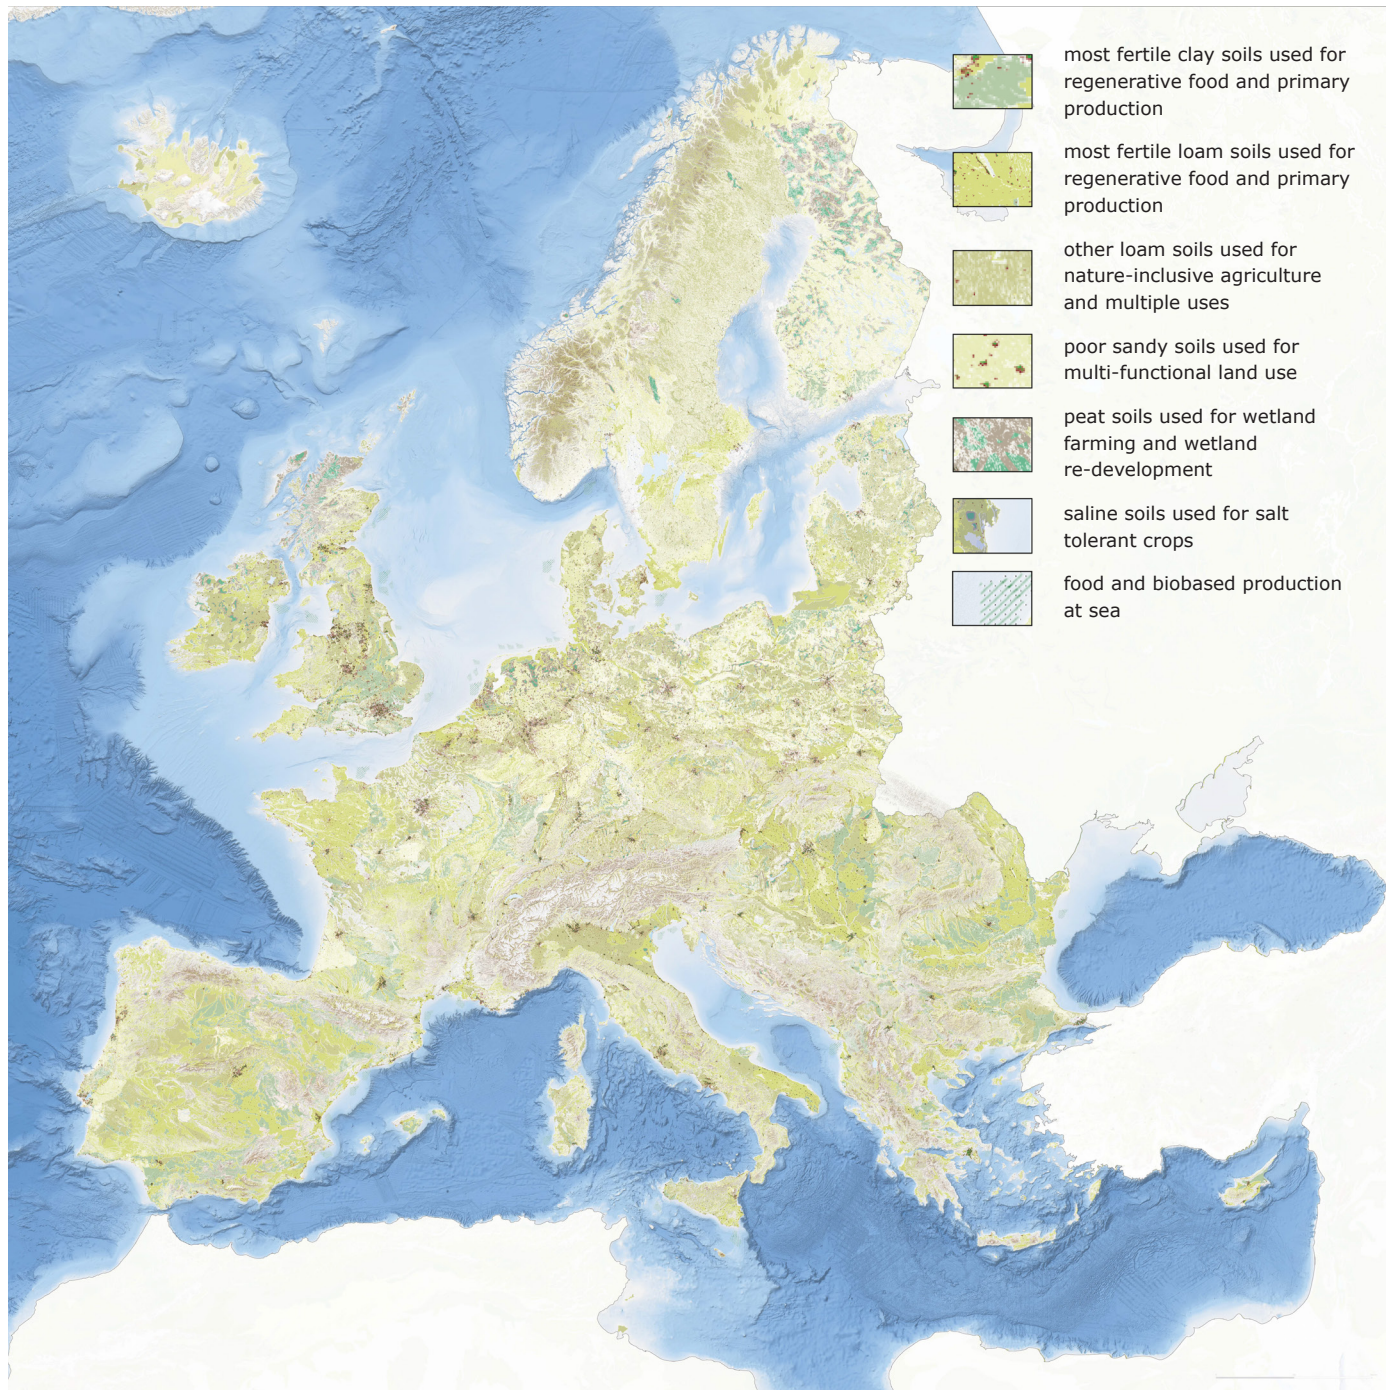 most fertile clay soils used for
regenerative food and primary
production
most fertile loam soils used for
regenerative food and primary
production
other loam soils used for
nature-inclusive agriculture
and multiple uses
poor sandy soils used for
multi-functional land use
peat soils used for wetland
farming and wetland
re-development
saline soils used for salt
tolerant crops
food and biobased production
at sea